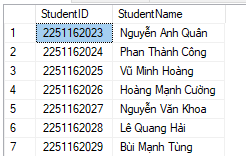 StudentID StudentName
1 2251162023 Nguyễn Anh Quân
2 2251162024 Phan Thành Công
3 2251162025 Vũ Minh Hoàng
4 2251162026 Hoàng Mạnh Cường
5 2251162027 Nguyễn Văn Khoa
6 2251162028 Lê Quang Hải
7 2251162029 Bùi Mạnh Tùng